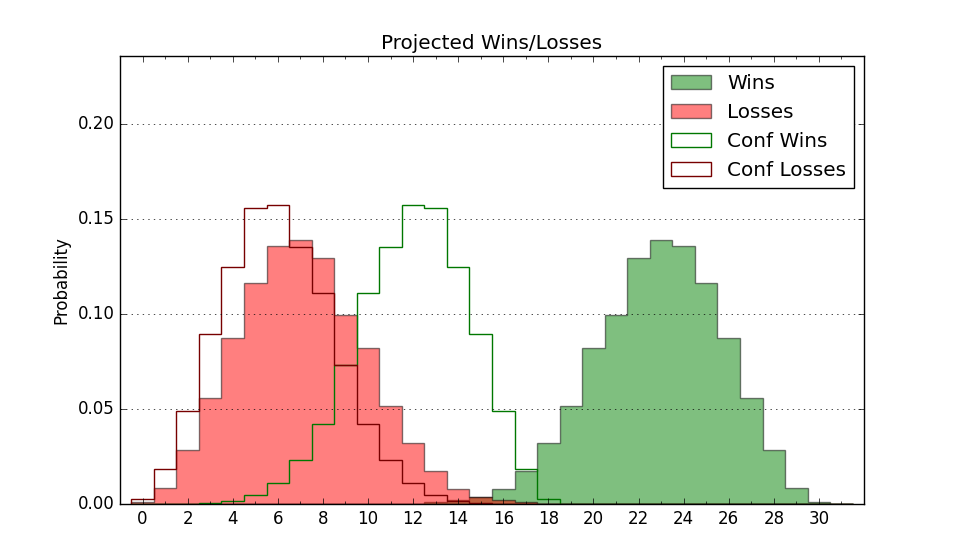 Projected Wins/Losses
Wins
Losses
Conf Wins
Conf Losses
Probability
0.20
0.15
0.10
0.05
0.00
0 2 4 6 8 10 12 14 16 18 20 22 24 26 28 30